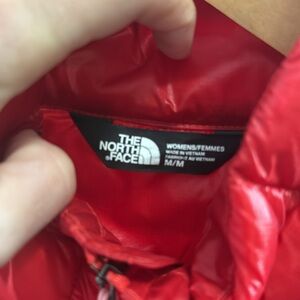 THE
NORTH
FACE
WOMENS/FEMMES
MADE IN VIETNAM
FABRIQUÉ AU VIETNAM
M/M